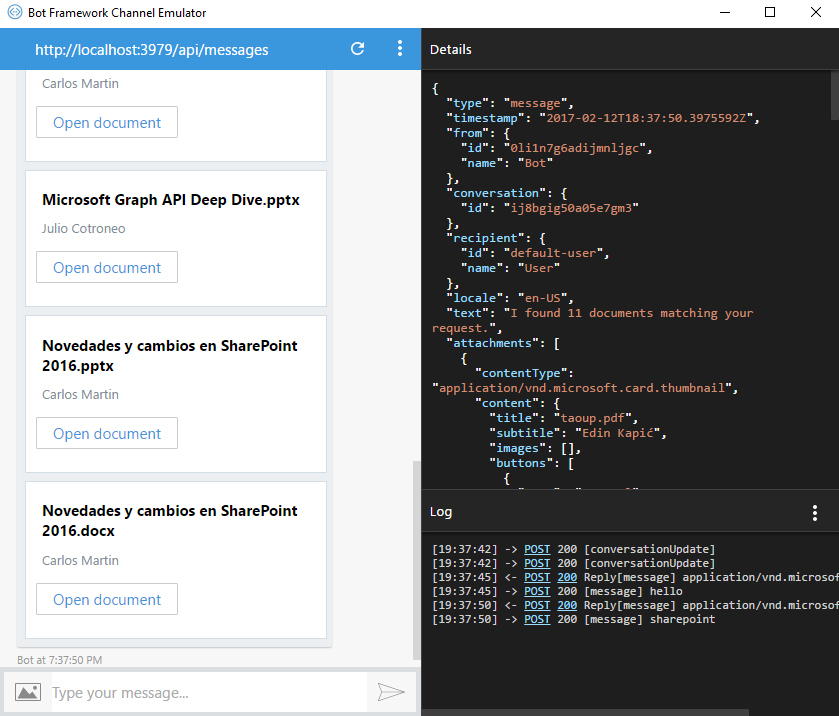 Bot Framework Channel Emulator
http://localhost:3979/api/messages
Carlos Martin
Open document
Microsoft Graph API Deep Dive.pptx
Julio Cotroneo
Open document
Novedades y cambios en SharePoint
2016.pptx
Carlos Martin
Open document
Novedades y cambios en SharePoint
2016.docx
Carlos Martin
Open document
Bot at 7:37:50 PM
Type your message...
Details
{
"type": "message",
"timestamp": "2017-02-12T18:37:50.3975592Z",
"from": {
"id": "0li1n7g6adijmnljgc",
"name": "Bot"
},
"conversation": {
"id": "ij8bgig50a05e7gm3"
},
"recipient": {
"id": "default-user",
"name": "User"
},
"locale": "en-US",
"text": "I found 11 documents matching your
request.",
"attachments": [
{
"contentType":
"application/vnd.microsoft.card.thumbnail",
"content": {
"title": "taoup.pdf",
"subtitle": "Edin Kapić",
"images": [],
"buttons": [
{
Log
[19:37:42] -> POST 200 [conversationUpdate]
[19:37:42] -> POST 200 [conversationUpdate]
[19:37:45] <- POST 200 Reply[message] application/vnd.microsof
[19:37:45] -> POST 200 [message] hello
[19:37:50] <- POST 200 Reply[message] application/vnd.microsof
[19:37:50] -> POST 200 [message] sharepoint